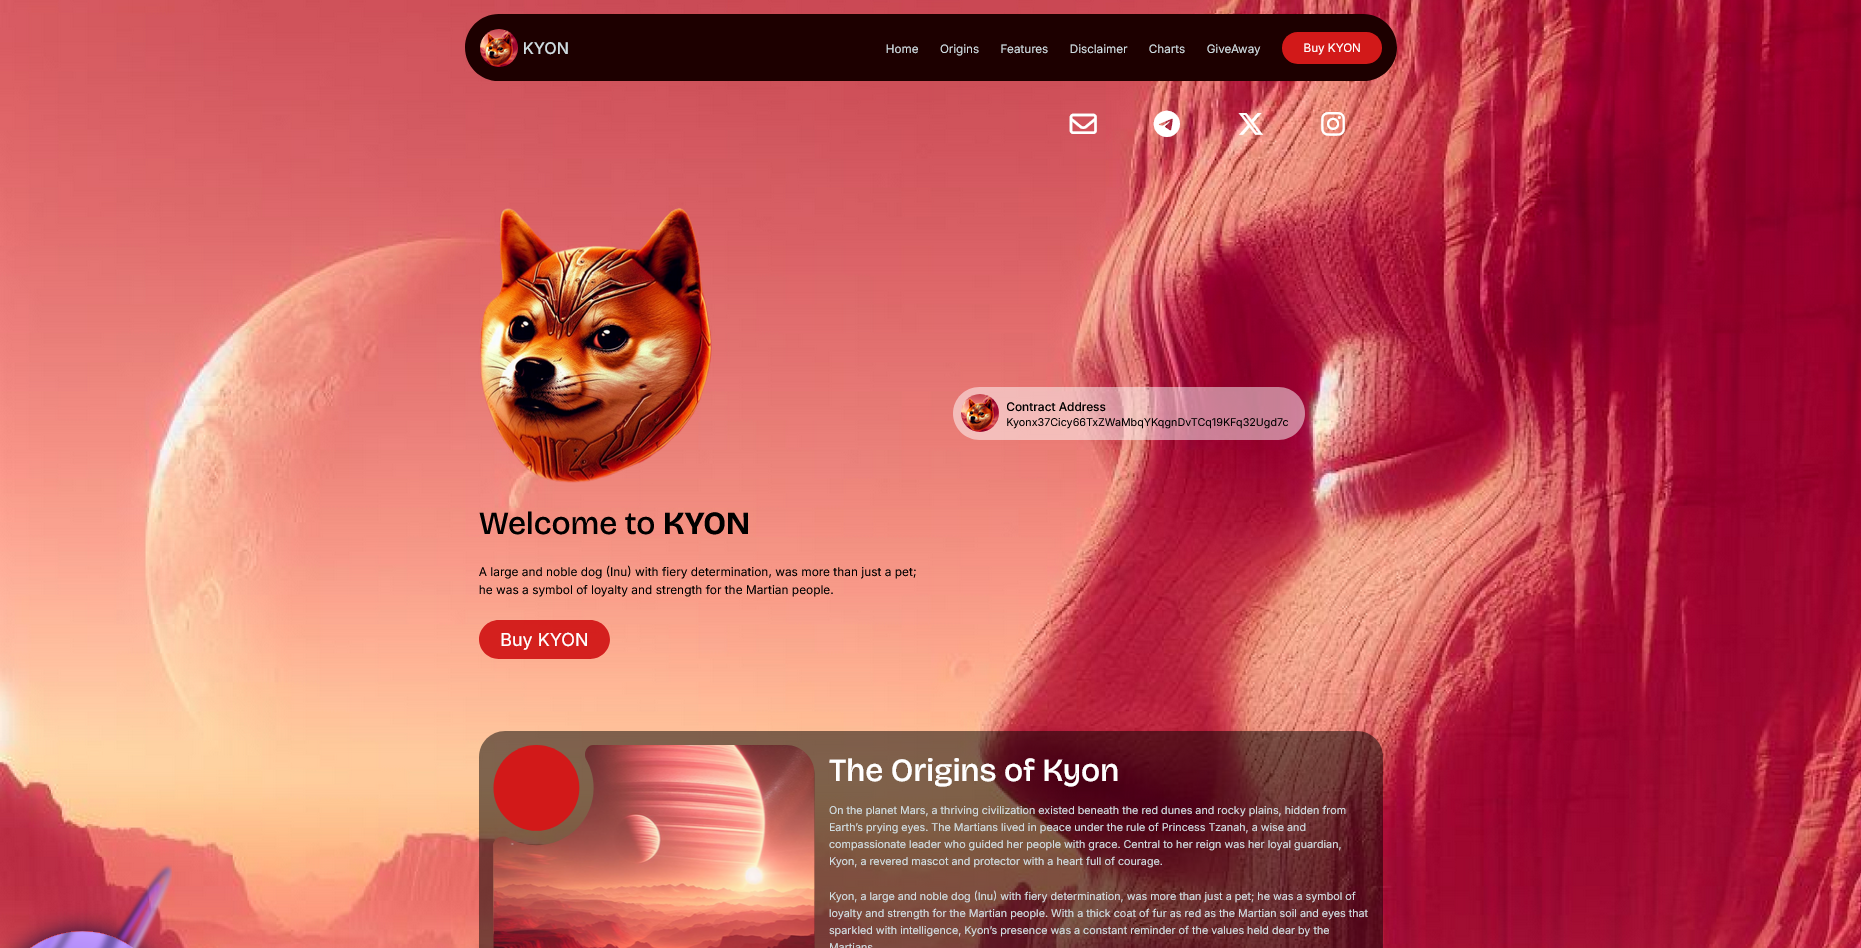 KYON
Home
Origins
Features
Disclaimer
Charts
GiveAway
Buy KYON
Contract Address
Kyonx37Cicy66TxZWaMbqYKqgnDvTCq19KFq32Ugd7c
Welcome to KYON
A large and noble dog (Inu) with fiery determination, was more than just a pet;
he was a symbol of loyalty and strength for the Martian people.
Buy KYON
The Origins of Kyon
On the planet Mars, a thriving civilization existed beneath the red dunes and rocky plains, hidden from
Earth's prying eyes. The Martians lived in peace under the rule of Princess Tzanah, a wise and
compassionate leader who guided her people with grace. Central to her reign was her loyal guardian,
Kyon, a revered mascot and protector with a heart full of courage.
Kyon, a large and noble dog (Inu) with fiery determination, was more than just a pet; he was a symbol of
loyalty and strength for the Martian people. With a thick coat of fur as red as the Martian soil and eyes that
sparkled with intelligence, Kyon's presence was a constant reminder of the values held dear by the
Martians.